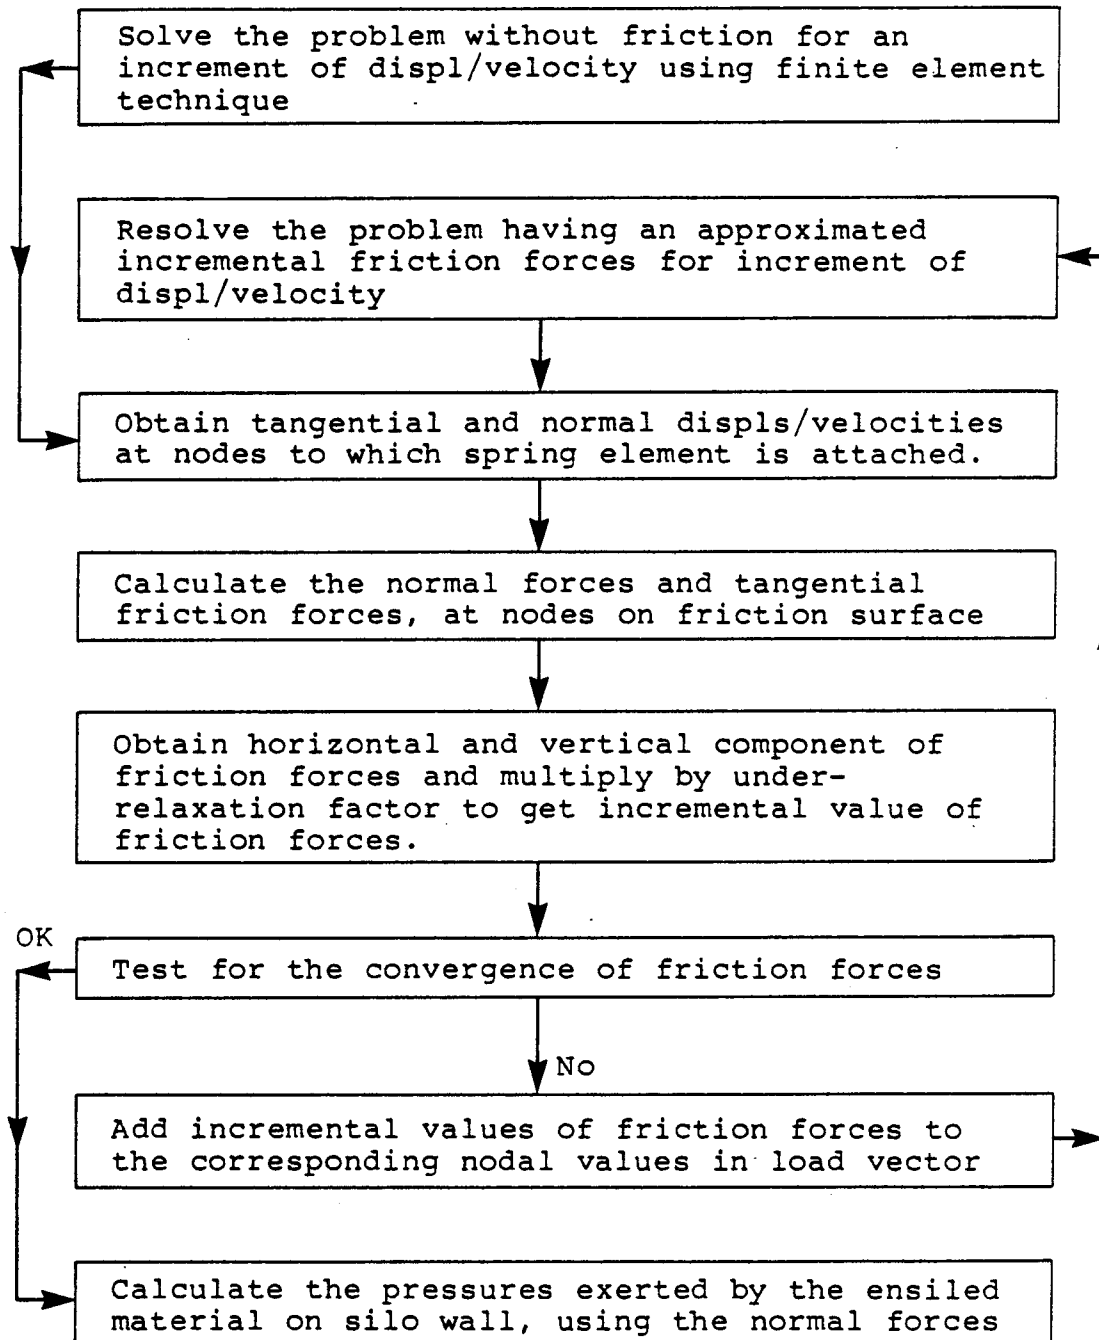 Solve the problem without friction for an
increment of displ/velocity using finite element
technique
Resolve the problem having an approximated
incremental friction forces for increment of
displ/velocity
Obtain tangential and normal displs/velocities
at nodes to which spring element is attached.
Calculate the normal forces and tangential
friction forces, at nodes on friction surface
Obtain horizontal and vertical component of
friction forces and multiply by under-
relaxation factor to get incremental value of
friction forces.
OK
Test for the convergence of friction forces
No
Add incremental values of friction forces to
the corresponding nodal values in load vector
Calculate the pressures exerted by the ensiled
material on silo wall, using the normal forces